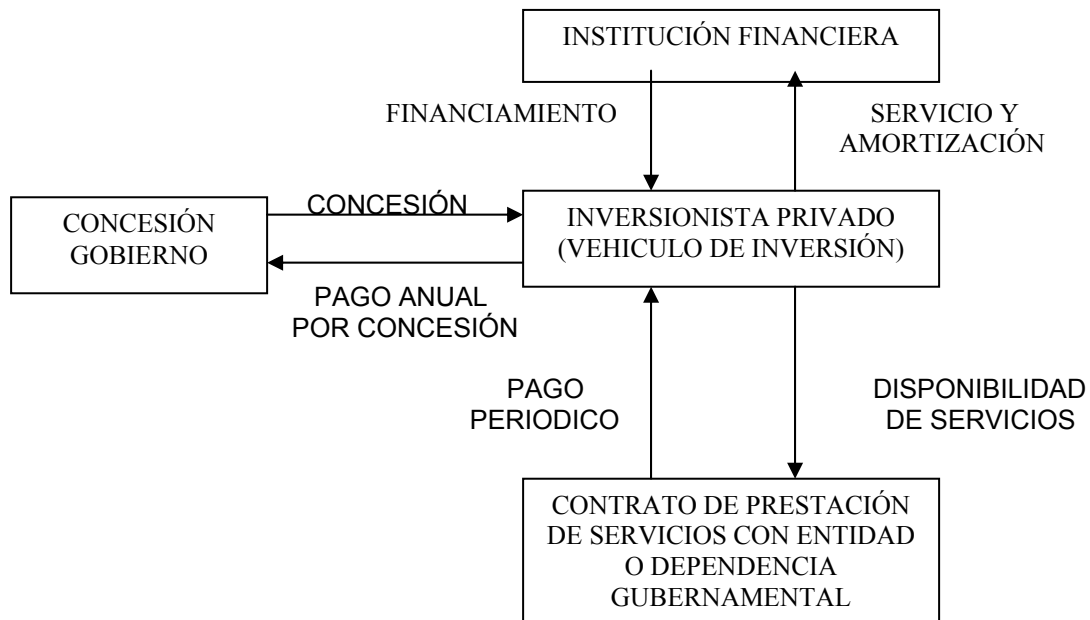 INSTITUCIÓN FINANCIERA
FINANCIAMIENTO
SERVICIO Y
AMORTIZACIÓN
CONCESIÓN
GOBIERNO
CONCESIÓN
INVERSIONISTA PRIVADO
(VEHICULO DE INVERSIÓN)
PAGO ANUAL
POR CONCESIÓN
PAGO
PERIODICO
DISPONIBILIDAD
DE SERVICIOS
CONTRATO DE PRESTACIÓN
DE SERVICIOS CON ENTIDAD
O DEPENDENCIA
GUBERNAMENTAL